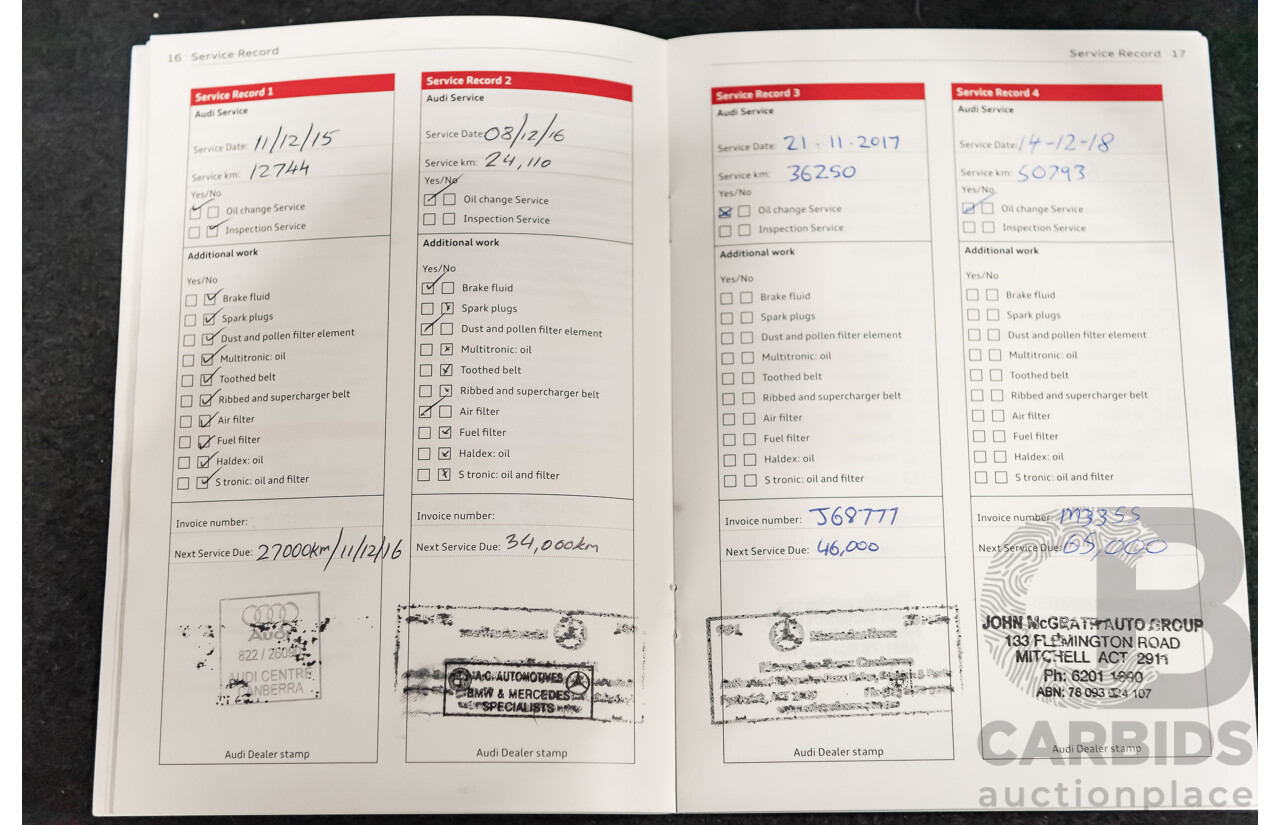 16 Service Record
Service Record 1
Audi Service
Service Date: 11/12/15
Service km: 12744
Yes/No
Oil change Service
Inspection Service
Additional work
Yes/No
Brake fluid
Spark plugs
Dust and pollen filter element
Multitronic: oil
Toothed belt
Ribbed and supercharger belt
Air filter
Fuel filter
Haldex: oil
S tronic: oil and filter
Invoice number:
Next Service Due: 27000km/11/12/16
Audi
822 /
AUDI CENTRE
CANBERRA
Audi Dealer stamp
Service Record 2
Audi Service
Service Date 08/12/16
Service km: 24,110
Yes/No
Oil change Service
Inspection Service
Additional work
Yes/No
Brake fluid
Spark plugs
Dust and pollen filter element
Multitronic: oil
Toothed belt
Ribbed and supercharger belt
Air filter
Fuel filter
Haldex: oil
S tronic: oil and filter
Invoice number:
Next Service Due: 34,000km
A.C. AUTOMOTIVES
BMW & MERCEDES
SPECIALISTS
Audi Dealer stamp
Service Record 17
Service Record 3
Audi Service
Service Date: 21.11.2017
Service km: 36250
Yes/No
Oil change Service
Inspection Service
Additional work
Yes/No
Brake fluid
Spark plugs
Dust and pollen filter element
Multitronic: oil
Toothed belt
Ribbed and supercharger belt
Air filter
Fuel filter
Haldex: oil
S tronic: oil and filter
Invoice number: J68777
Next Service Due: 46,000
Mercedes-Benz Canberra
Audi Dealer stamp
Service Record 4
Audi Service
Service Date: 14-12-18
Service km: 50793
Yes/No
Oil change Service
Inspection Service
Additional work
Yes/No
Brake fluid
Spark plugs
Dust and pollen filter element
Multitronic: oil
Toothed belt
Ribbed and supercharger belt
Air filter
Fuel filter
Haldex: oil
S tronic: oil and filter
Invoice number: M3355
Next Service Due: 65,000
JOHN McGRATH AUTO GROUP
133 FLEMINGTON ROAD
MITCHELL ACT 2911
Ph: 6201 1990
ABN: 78 093 024 107
Audi Dealer stamp
CARBIDS
auctionplace